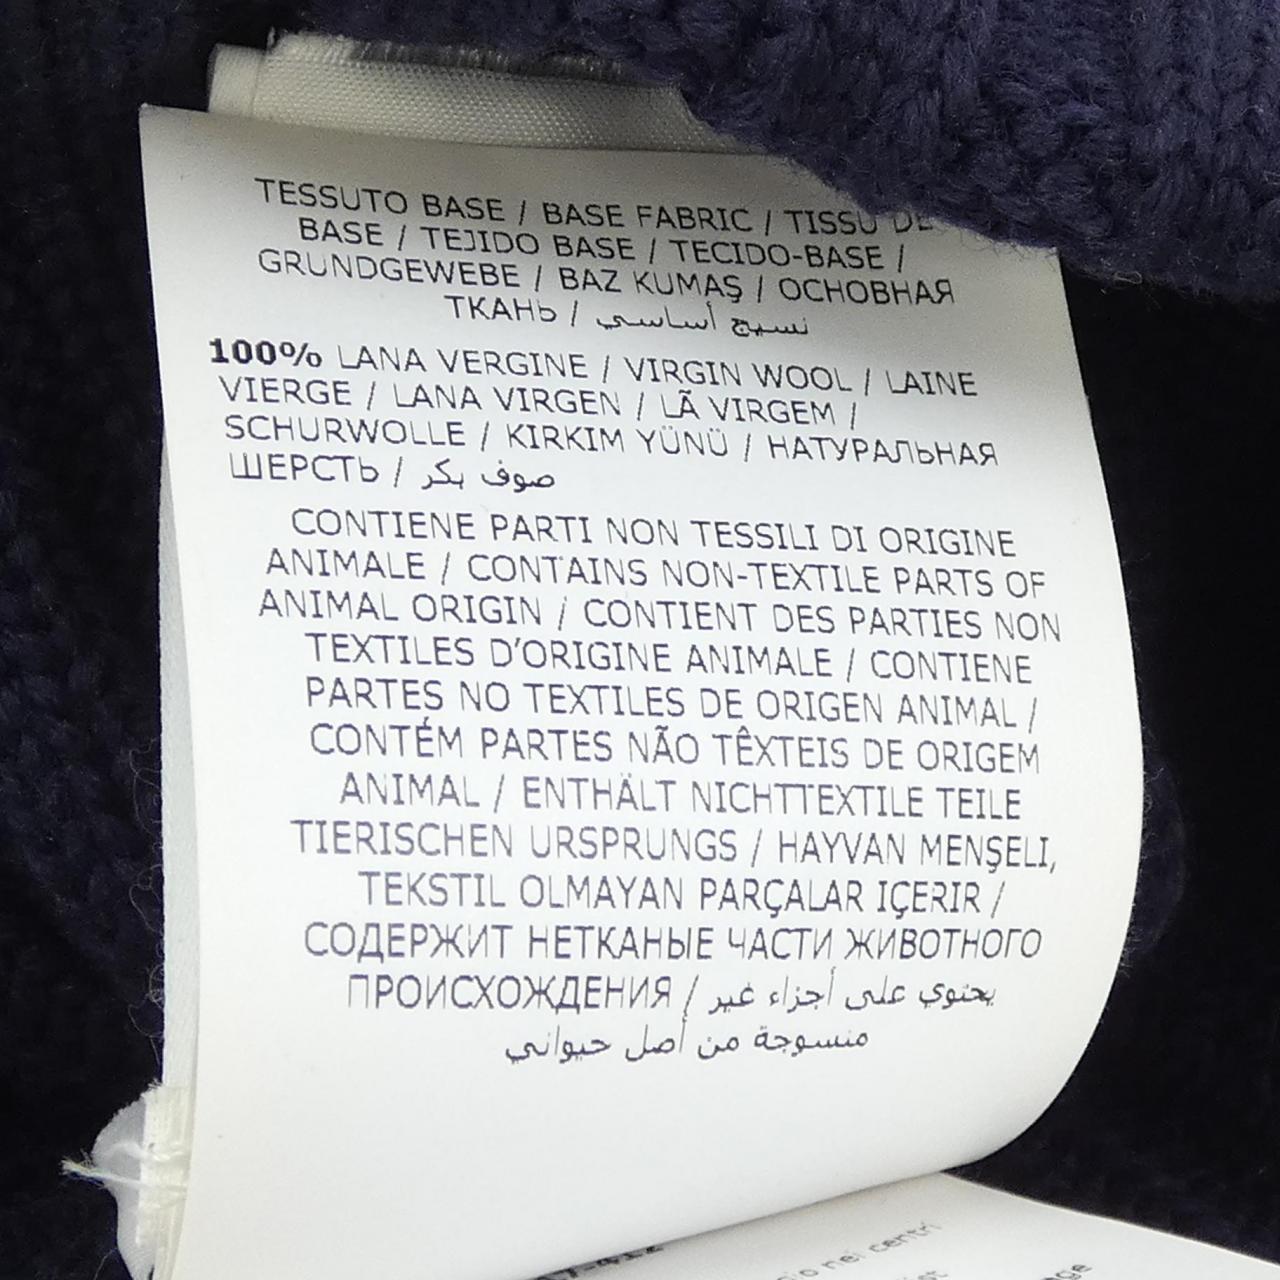 TESSUTO BASE / BASE FABRIC / TISSU DE
BASE / TEJIDO BASE / TECIDO-BASE /
GRUNDGEWEBE / BAZ KUMAŞ / ОСНОВНАЯ
ТКАНЬ / نسيج أساسي
100% LANA VERGINE / VIRGIN WOOL / LAINE
VIERGE / LANA VIRGEN / LÃ VIRGEM /
SCHURWOLLE / KIRKIM YÜNÜ / НАТУРАЛЬНАЯ
ШЕРСТЬ / صوف بكر
CONTIENE PARTI NON TESSILI DI ORIGINE
ANIMALE / CONTAINS NON-TEXTILE PARTS OF
ANIMAL ORIGIN / CONTIENT DES PARTIES NON
TEXTILES D'ORIGINE ANIMALE / CONTIENE
PARTES NO TEXTILES DE ORIGEN ANIMAL /
CONTÉM PARTES NÃO TÊXTEIS DE ORIGEM
ANIMAL / ENTHÄLT NICHTTEXTILE TEILE
TIERISCHEN URSPRUNGS / HAYVAN MENŞELI,
TEKSTIL OLMAYAN PARÇALAR IÇERIR /
СОДЕРЖИТ НЕТКАНЫЕ ЧАСТИ ЖИВОТНОГО
ПРОИСХОЖДЕНИЯ / يحتوي على أجزاء غير
منسوجة من أصل حيواني
nei centri